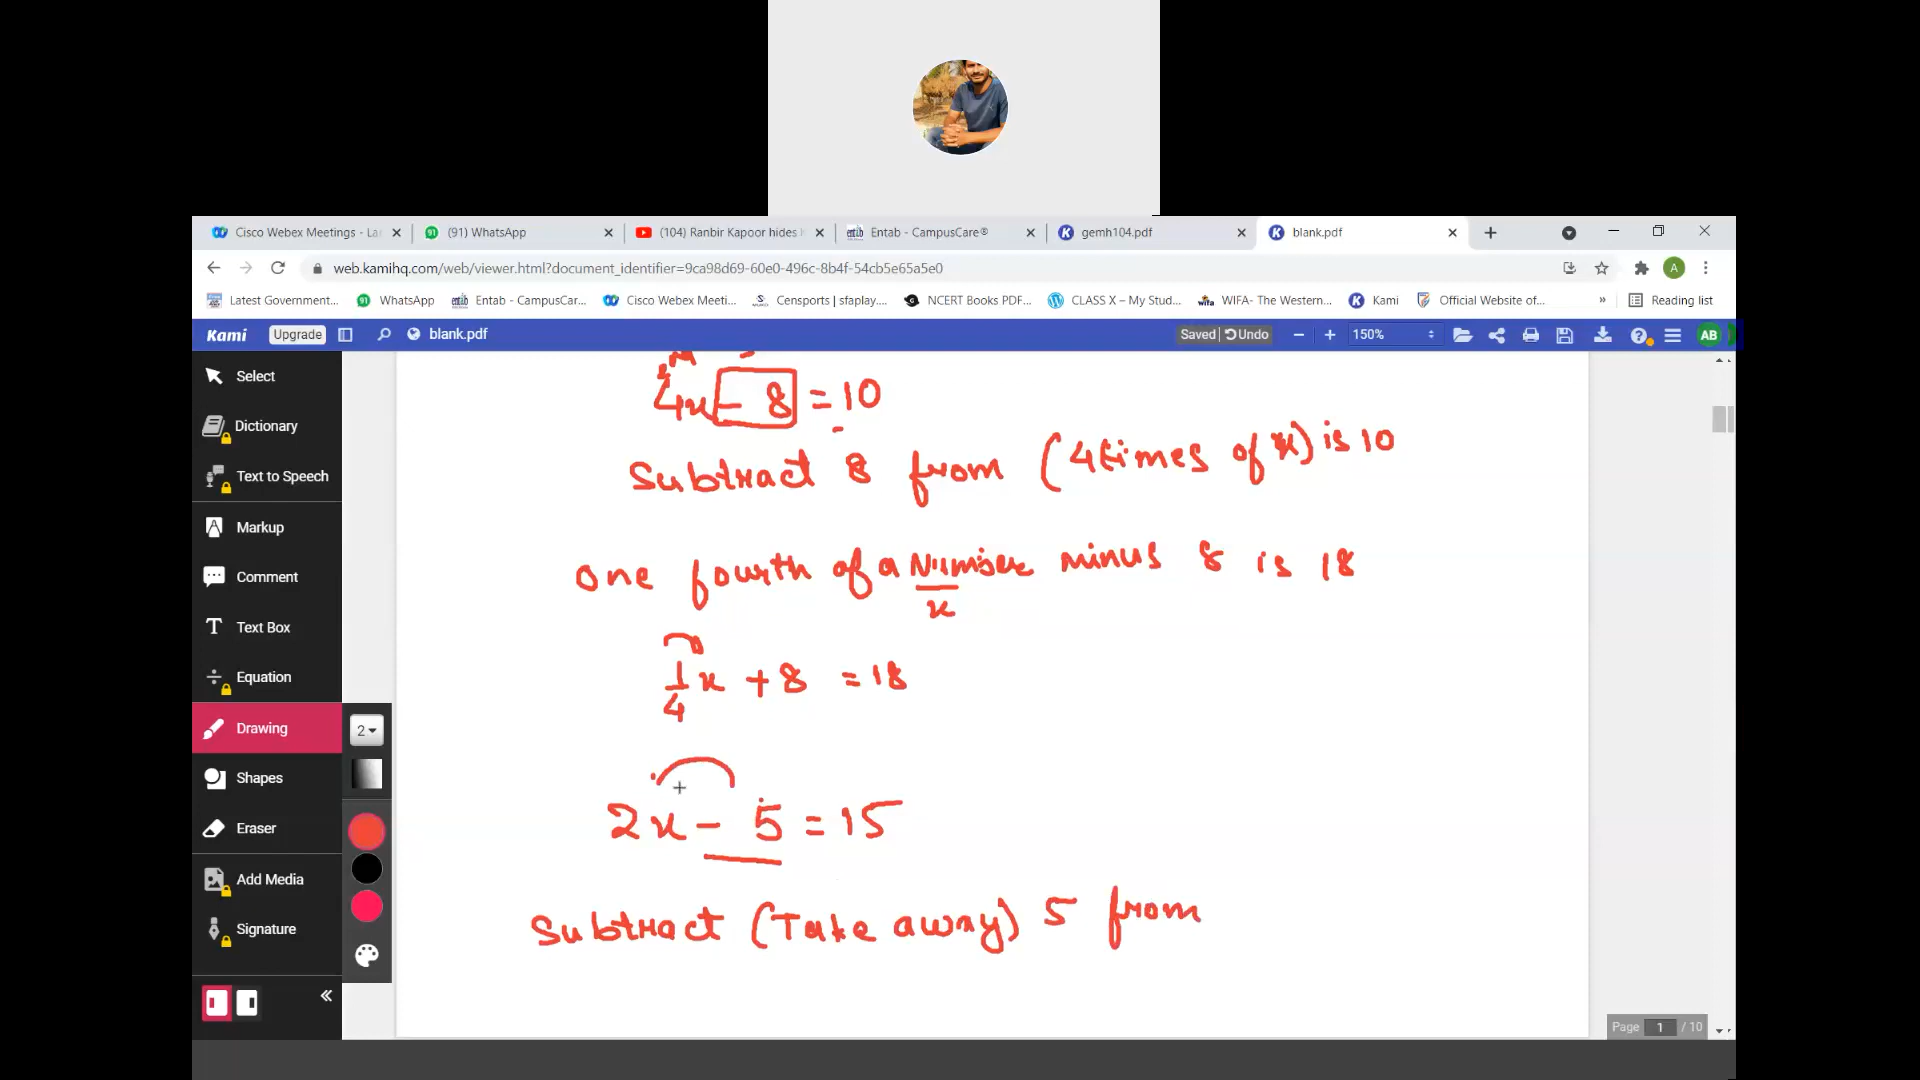 Cisco Webex Meetings - La
(91) WhatsApp
(104) Ranbir Kapoor hides
Entab - CampusCare®
gemh104.pdf
blank.pdf
web.kamihq.com/web/viewer.html?document_identifier=9ca98d69-60e0-496c-8b4f-54cb5e65a5e0
A
Latest Government...
WhatsApp
Entab - CampusCar...
Cisco Webex Meeti...
Censports | sfaplay....
NCERT Books PDF...
CLASS X – My Stud...
WIFA- The Western...
Kami
Official Website of...
»
Reading list
Kami
Upgrade
blank.pdf
Saved | Undo
150%
AB
Select
Dictionary
Text to Speech
Markup
Comment
Text Box
Equation
Drawing
Shapes
Eraser
Add Media
Signature
2
4x - 8 = 10
Subtract 8 from (4 times of x) is 10
one fourth of a Number minus 8 is 18
x
1/4 x + 8 = 18
2x - 5 = 15
Subtract (Take away) 5 from
Page 1 / 10